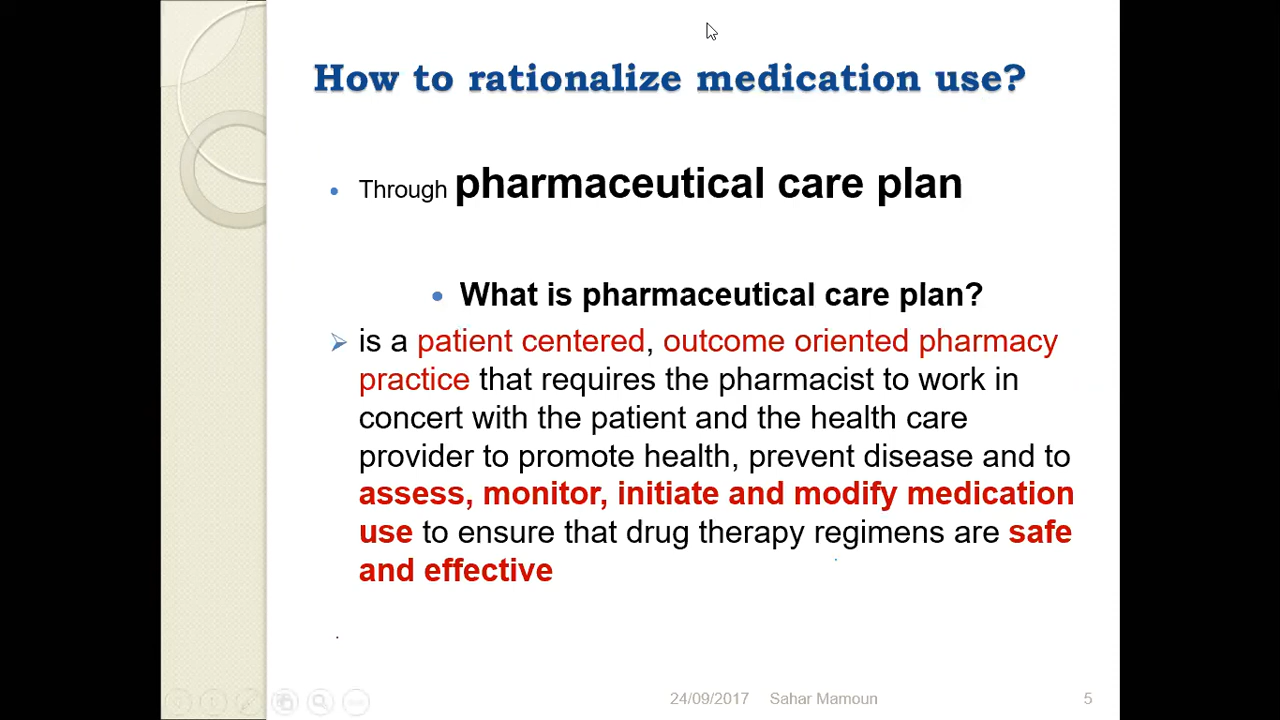 How to rationalize medication use?
• Through pharmaceutical care plan
• What is pharmaceutical care plan?
➢ is a patient centered, outcome oriented pharmacy
practice that requires the pharmacist to work in
concert with the patient and the health care
provider to promote health, prevent disease and to
assess, monitor, initiate and modify medication
use to ensure that drug therapy regimens are safe
and effective
.
24/09/2017 Sahar Mamoun 5